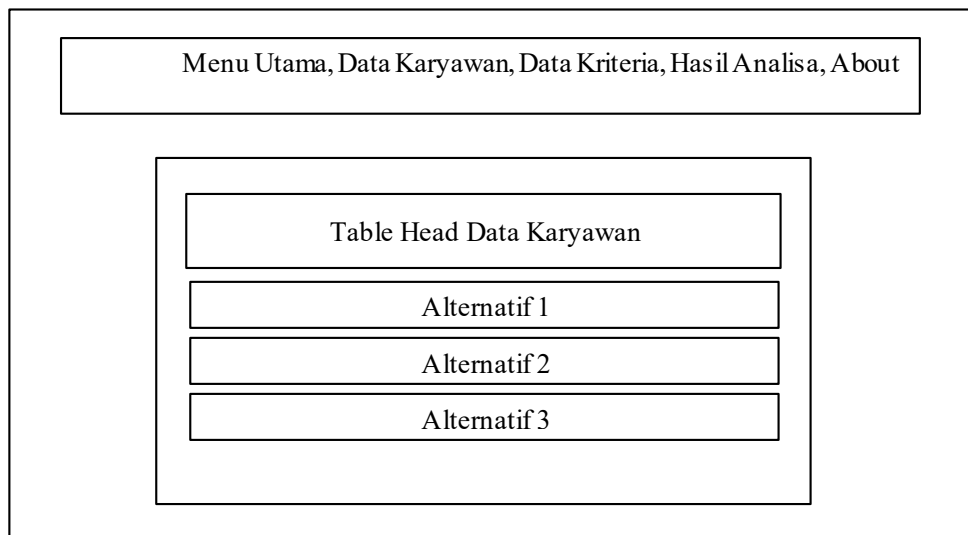 Menu Utama, Data Karyawan, Data Kriteria, Hasil Analisa, About
Table Head Data Karyawan
Alternatif 1
Alternatif 2
Alternatif 3